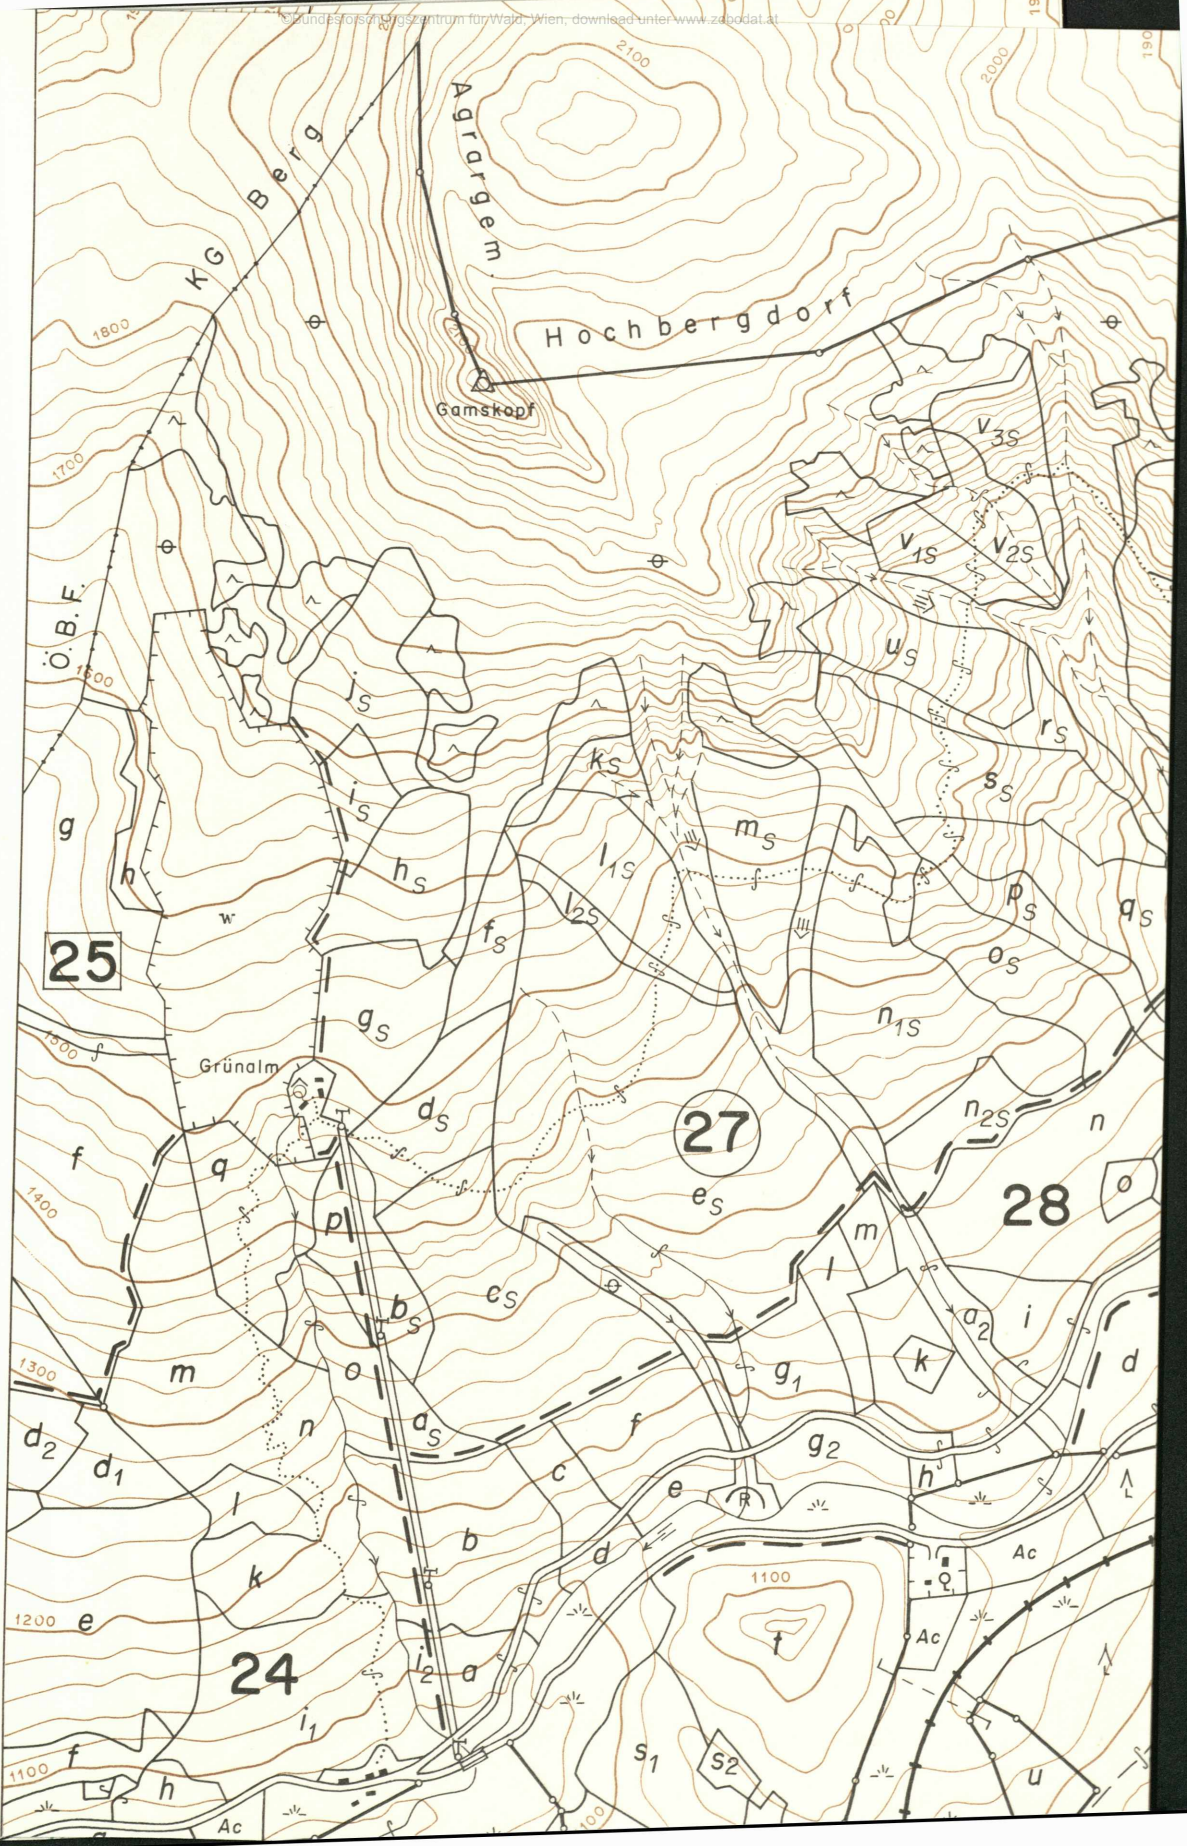 ©Bundesforschungszentrum für Wald, Wien, download unter www.zobodat.at
2100
2000
190
KG Berg
Agrargem.
Hochbergdorf
1800
Gamskopf
v3S
1700
v1S
v2S
Ö.B.F.
uS
1600
jS
rS
kS
sS
iS
g
mS
l1S
h
hS
pS
qS
l2S
w
fS
25
oS
gS
n1S
1500
Grünalm
dS
n2S
n
27
f
q
o
1400
eS
28
p
m
l
cS
bS
a2
i
1300
m
o
g1
k
d
aS
f
d2
n
g2
d1
c
h
e
l
R
b
d
Ac
k
1100
1200
e
Ac
t
24
i2
a
i1
s1
s2
f
1100
h
u
Ac
100